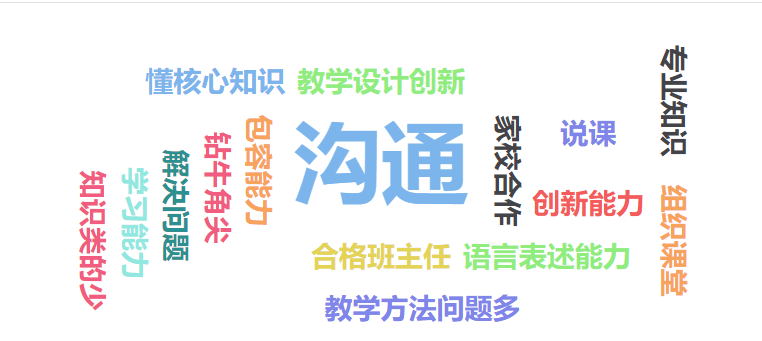 懂核心知识
教学设计创新
专业知识
沟通
包容能力
家校合作
说课
钻牛角尖
解决问题
学习能力
知识类的少
创新能力
组织课堂
合格班主任
语言表述能力
教学方法问题多